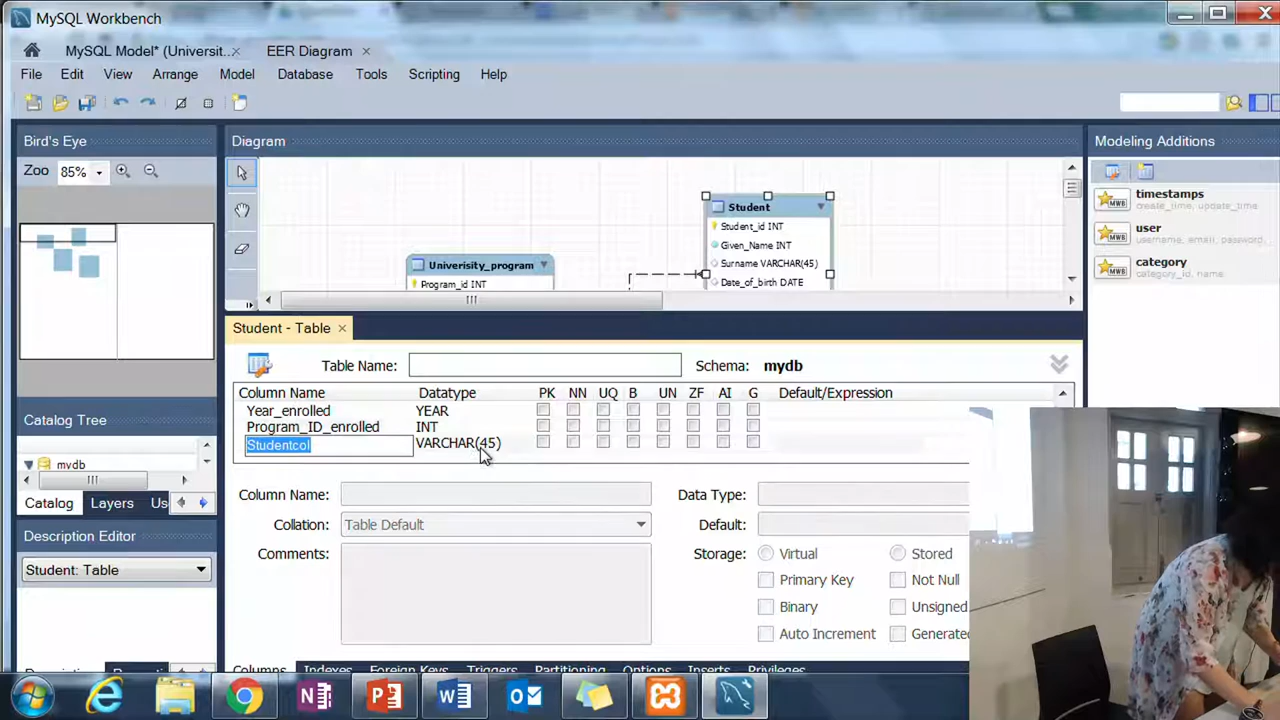 MySQL Workbench
MySQL Model* (Universit..
EER Diagram
File Edit View Arrange Model Database Tools Scripting Help
Bird's Eye
Diagram
Modeling Additions
Zoo 85%
timestamps
create_time, update_time
user
username, email, password,
category
category_id, name
Student
Student_id INT
Given_Name INT
Surname VARCHAR(45)
Date_of_birth DATE
Univerisity_program
Program_id INT
Student - Table
Table Name:
Schema: mydb
Column Name Datatype PK NN UQ B UN ZF AI G Default/Expression
Year_enrolled YEAR
Program_ID_enrolled INT
Studentcol VARCHAR(45)
Catalog Tree
mydb
Catalog Layers Us
Description Editor
Student: Table
Column Name:
Data Type:
Collation: Table Default
Default:
Comments:
Storage: Virtual Stored
Primary Key Not Null
Binary Unsigned
Auto Increment Generated
Columns Indexes Foreign Keys Triggers Partitioning Options Inserts Privileges